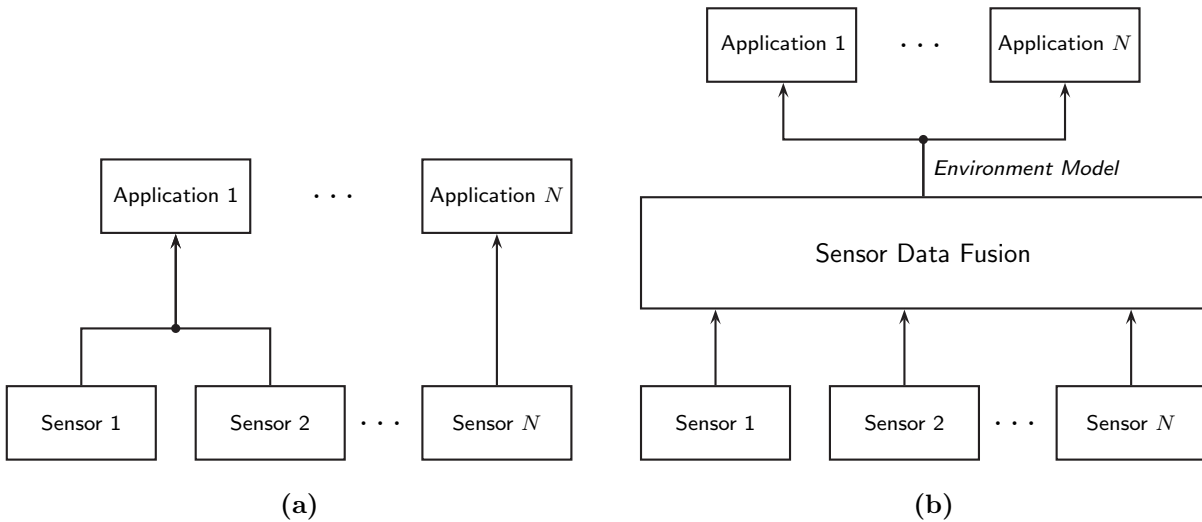 Application 1
. . .
Application N
Sensor 1
Sensor 2
. . .
Sensor N
(a)
Application 1
. . .
Application N
Environment Model
Sensor Data Fusion
Sensor 1
Sensor 2
. . .
Sensor N
(b)